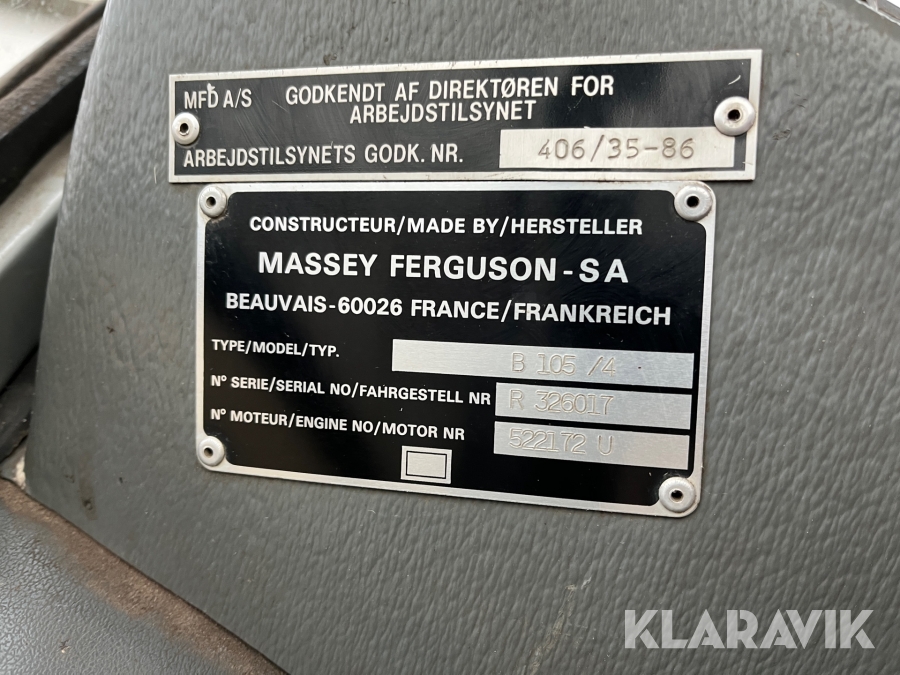 MFD A/S GODKENDT AF DIREKTØREN FOR
ARBEJDSTILSYNET
ARBEJDSTILSYNETS GODK. NR. 406/35-86
CONSTRUCTEUR/MADE BY/HERSTELLER
MASSEY FERGUSON-SA
BEAUVAIS-60026 FRANCE/FRANKREICH
TYPE/MODEL/TYP. B 105 /4
N° SERIE/SERIAL NO/FAHRGESTELL NR R 326017
N° MOTEUR/ENGINE NO/MOTOR NR 522172 U
KLARAVIK